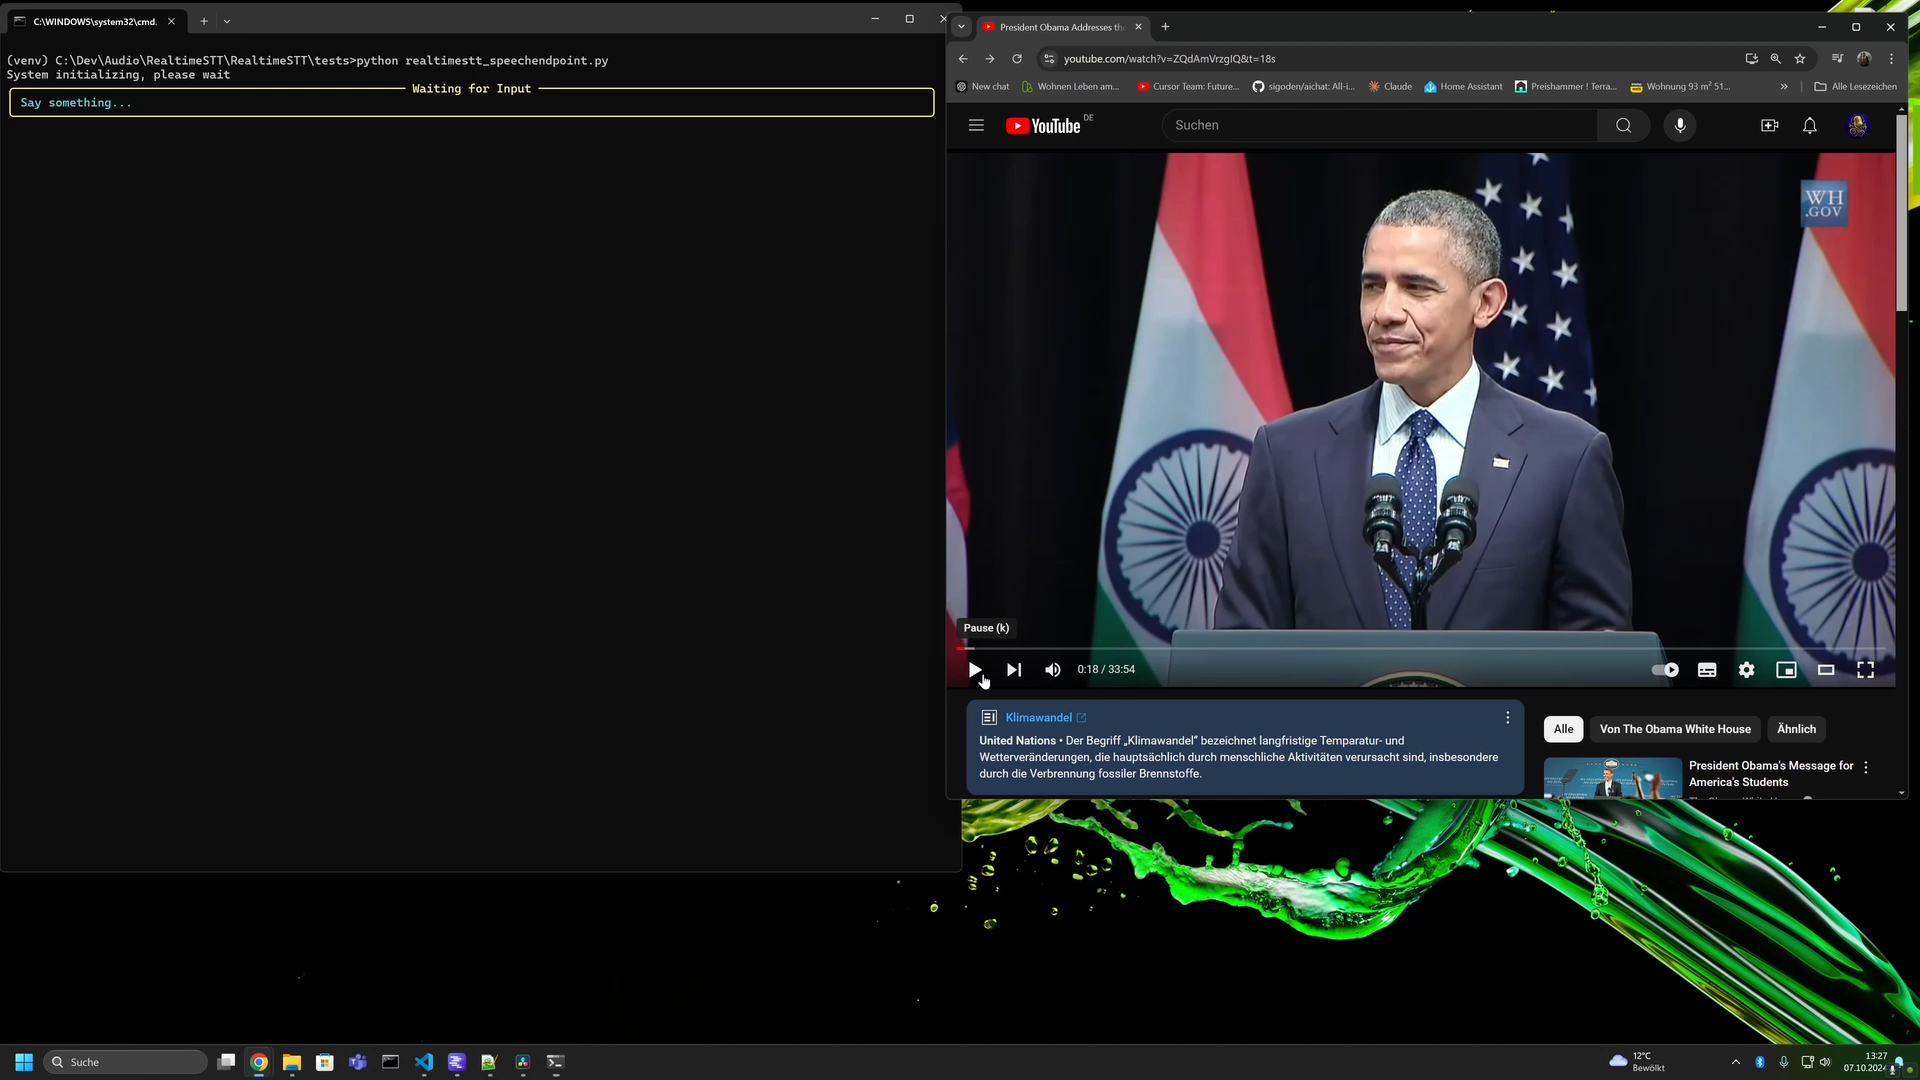 C:\WINDOWS\system32\cmd.
(venv) C:\Dev\Audio\RealtimeSTT\RealtimeSTT\tests>python realtimestt_speechendpoint.py
System initializing, please wait
Waiting for Input
Say something...
President Obama Addresses the
youtube.com/watch?v=ZQdAmVrzgIQ&t=18s
New chat
Wohnen Leben am...
Cursor Team: Future...
sigoden/aichat: All-i...
Claude
Home Assistant
Preishammer ! Terra...
Wohnung 93 m² 51...
»
Alle Lesezeichen
YouTube DE
Suchen
WH
.GOV
Pause (k)
0:18 / 33:54
Klimawandel
United Nations • Der Begriff „Klimawandel“ bezeichnet langfristige Temparatur- und
Wetterveränderungen, die hauptsächlich durch menschliche Aktivitäten verursacht sind, insbesondere
durch die Verbrennung fossiler Brennstoffe.
Alle
Von The Obama White House
Ähnlich
President Obama's Message for
America's Students
Suche
12°C
Bewölkt
13:27
07.10.2024